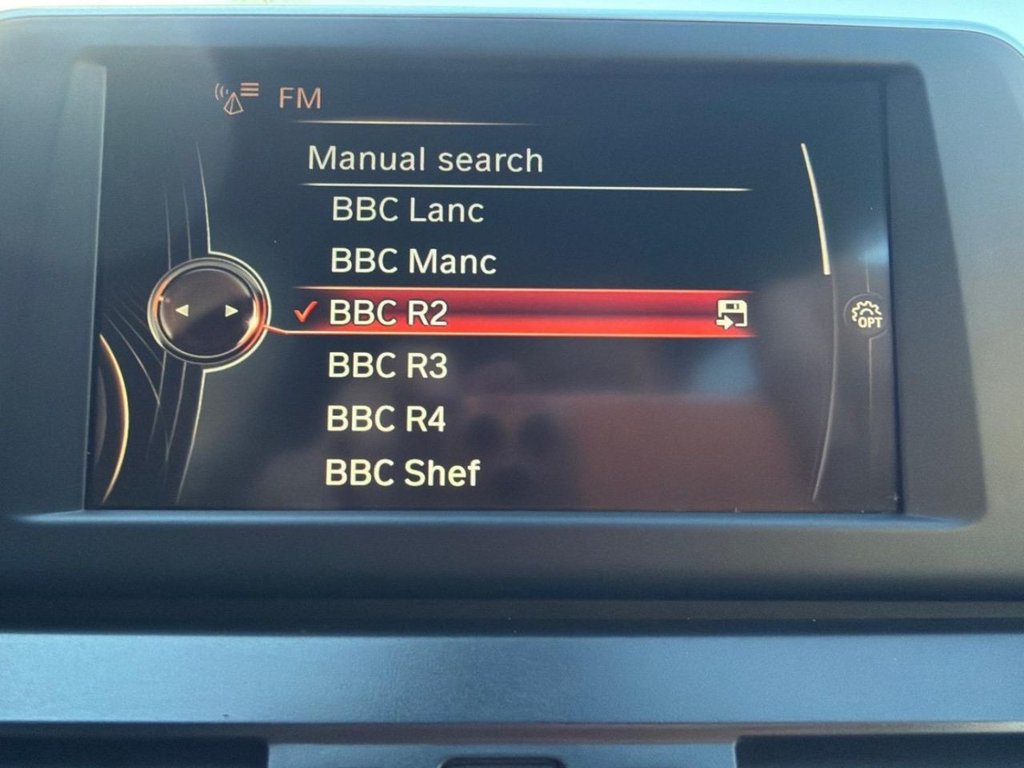 FM
Manual search
BBC Lanc
BBC Manc
BBC R2
OPT
BBC R3
BBC R4
BBC Shef